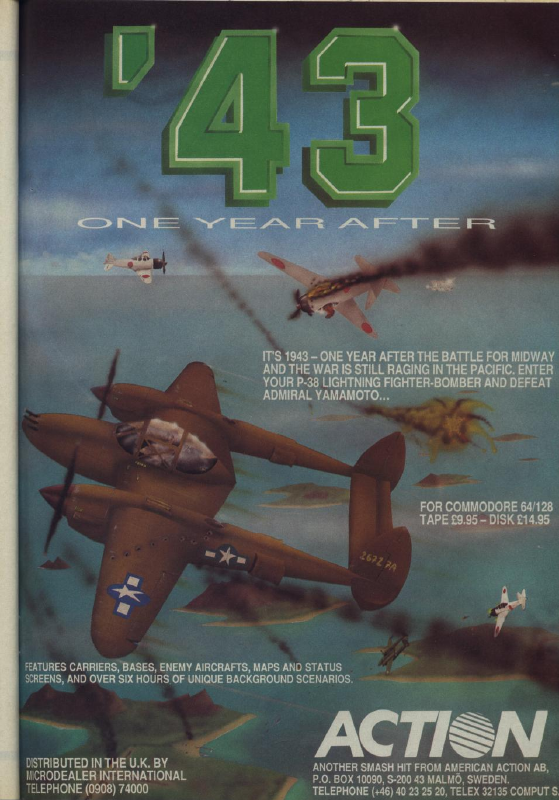 '43
ONE YEAR AFTER
IT'S 1943 – ONE YEAR AFTER THE BATTLE FOR MIDWAY
AND THE WAR IS STILL RAGING IN THE PACIFIC. ENTER
YOUR P-38 LIGHTNING FIGHTER-BOMBER AND DEFEAT
ADMIRAL YAMAMOTO...
FOR COMMODORE 64/128
TAPE £9.95 – DISK £14.95
2672 7A
FEATURES CARRIERS, BASES, ENEMY AIRCRAFTS, MAPS AND STATUS
SCREENS, AND OVER SIX HOURS OF UNIQUE BACKGROUND SCENARIOS.
DISTRIBUTED IN THE U.K. BY
MICRODEALER INTERNATIONAL
TELEPHONE (0908) 74000
ACTION
ANOTHER SMASH HIT FROM AMERICAN ACTION AB,
P.O. BOX 10090, S-200 43 MALMÖ, SWEDEN.
TELEPHONE (+46) 40 23 25 20, TELEX 32135 COMPUT S